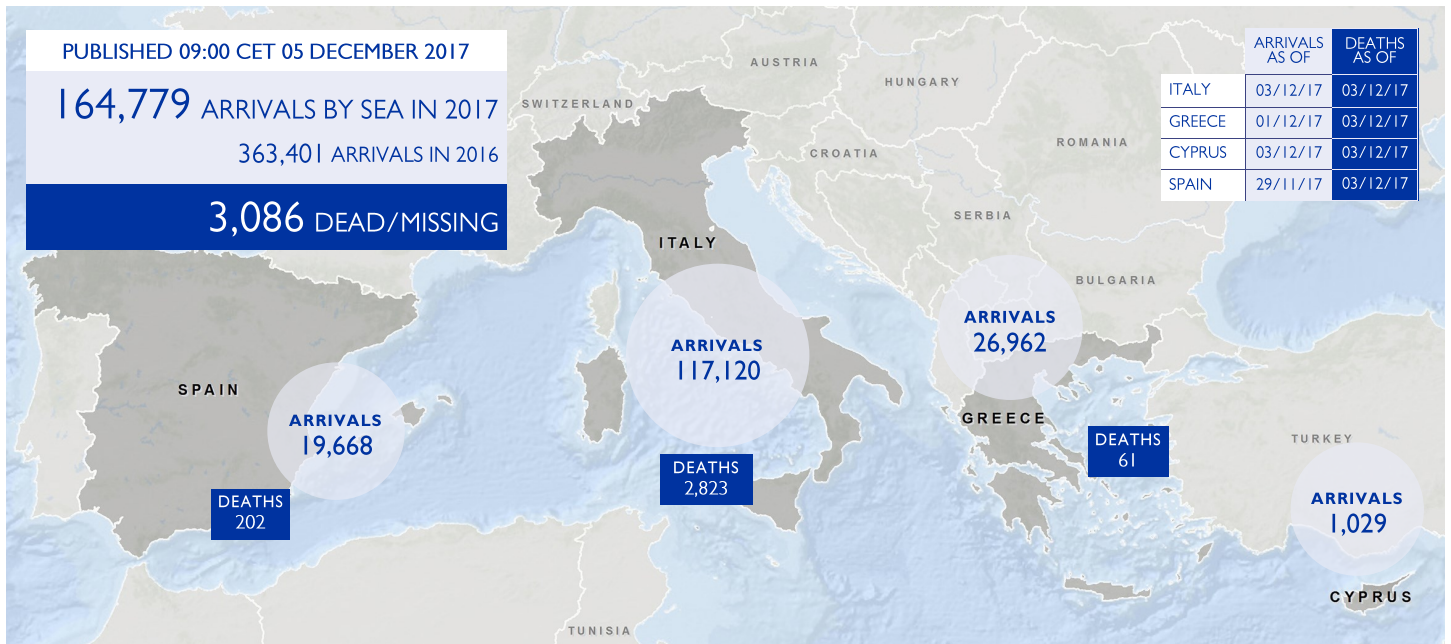 PUBLISHED 09:00 CET 05 DECEMBER 2017
164,779 ARRIVALS BY SEA IN 2017
363,401 ARRIVALS IN 2016
3,086 DEAD/MISSING
ARRIVALS AS OF DEATHS AS OF
ITALY 03/12/17 03/12/17
GREECE 01/12/17 03/12/17
CYPRUS 03/12/17 03/12/17
SPAIN 29/11/17 03/12/17
AUSTRIA
HUNGARY
SWITZERLAND
ROMANIA
CROATIA
SERBIA
ITALY
BULGARIA
ARRIVALS
26,962
ARRIVALS
117,120
SPAIN
ARRIVALS
19,668
GREECE
DEATHS
61
TURKEY
DEATHS
2,823
DEATHS
202
ARRIVALS
1,029
CYPRUS
TUNISIA